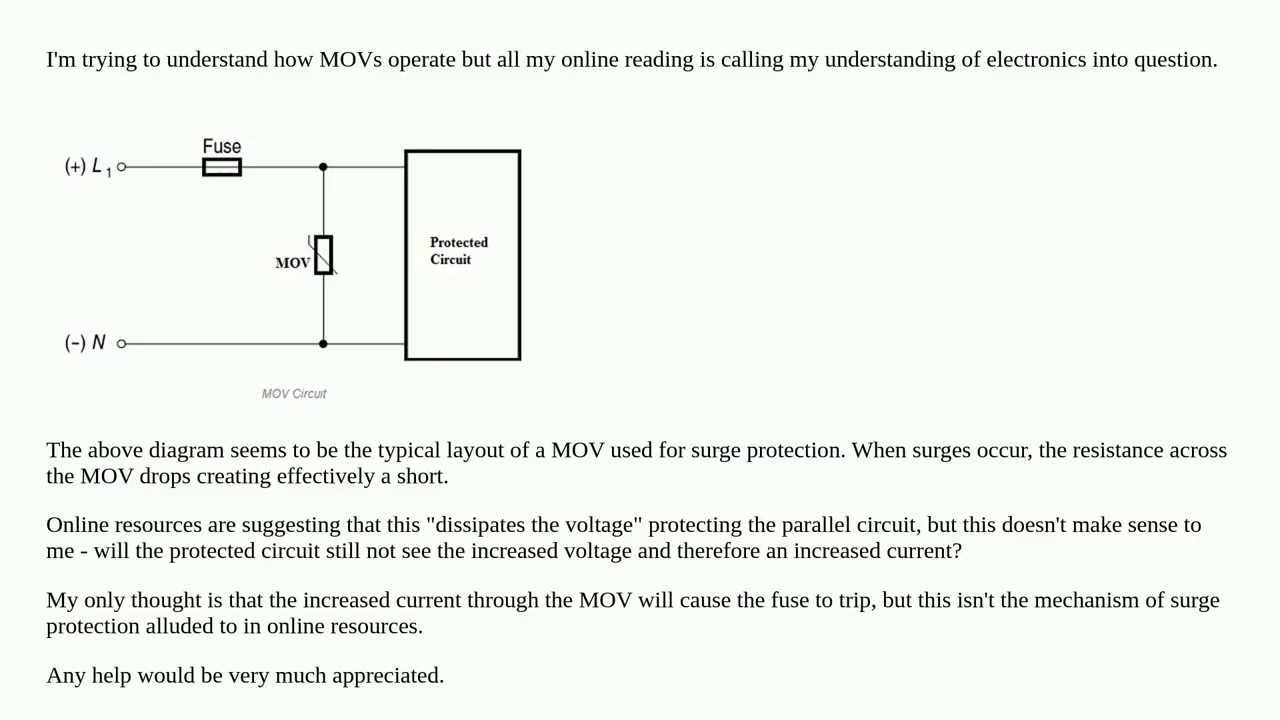 I'm trying to understand how MOVs operate but all my online reading is calling my understanding of electronics into question.
Fuse
(+) L1
MOV
Protected
Circuit
(-) N
MOV Circuit
The above diagram seems to be the typical layout of a MOV used for surge protection. When surges occur, the resistance across
the MOV drops creating effectively a short.
Online resources are suggesting that this "dissipates the voltage" protecting the parallel circuit, but this doesn't make sense to
me - will the protected circuit still not see the increased voltage and therefore an increased current?
My only thought is that the increased current through the MOV will cause the fuse to trip, but this isn't the mechanism of surge
protection alluded to in online resources.
Any help would be very much appreciated.